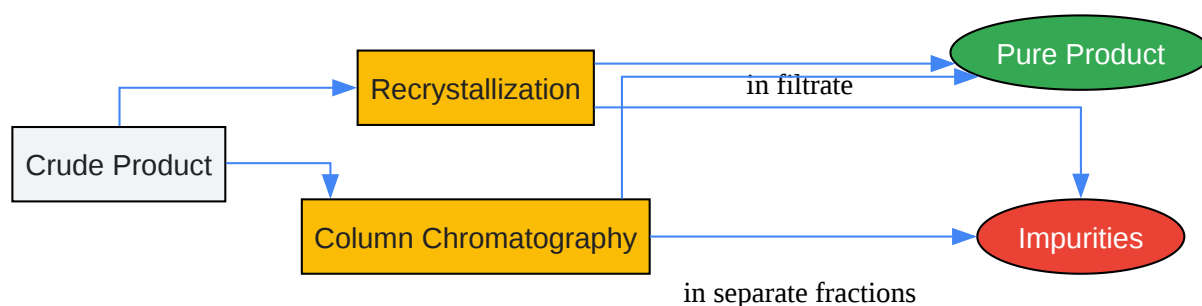 Pure Product
Recrystallization
in filtrate
Crude Product
Column Chromatography
Impurities
in separate fractions